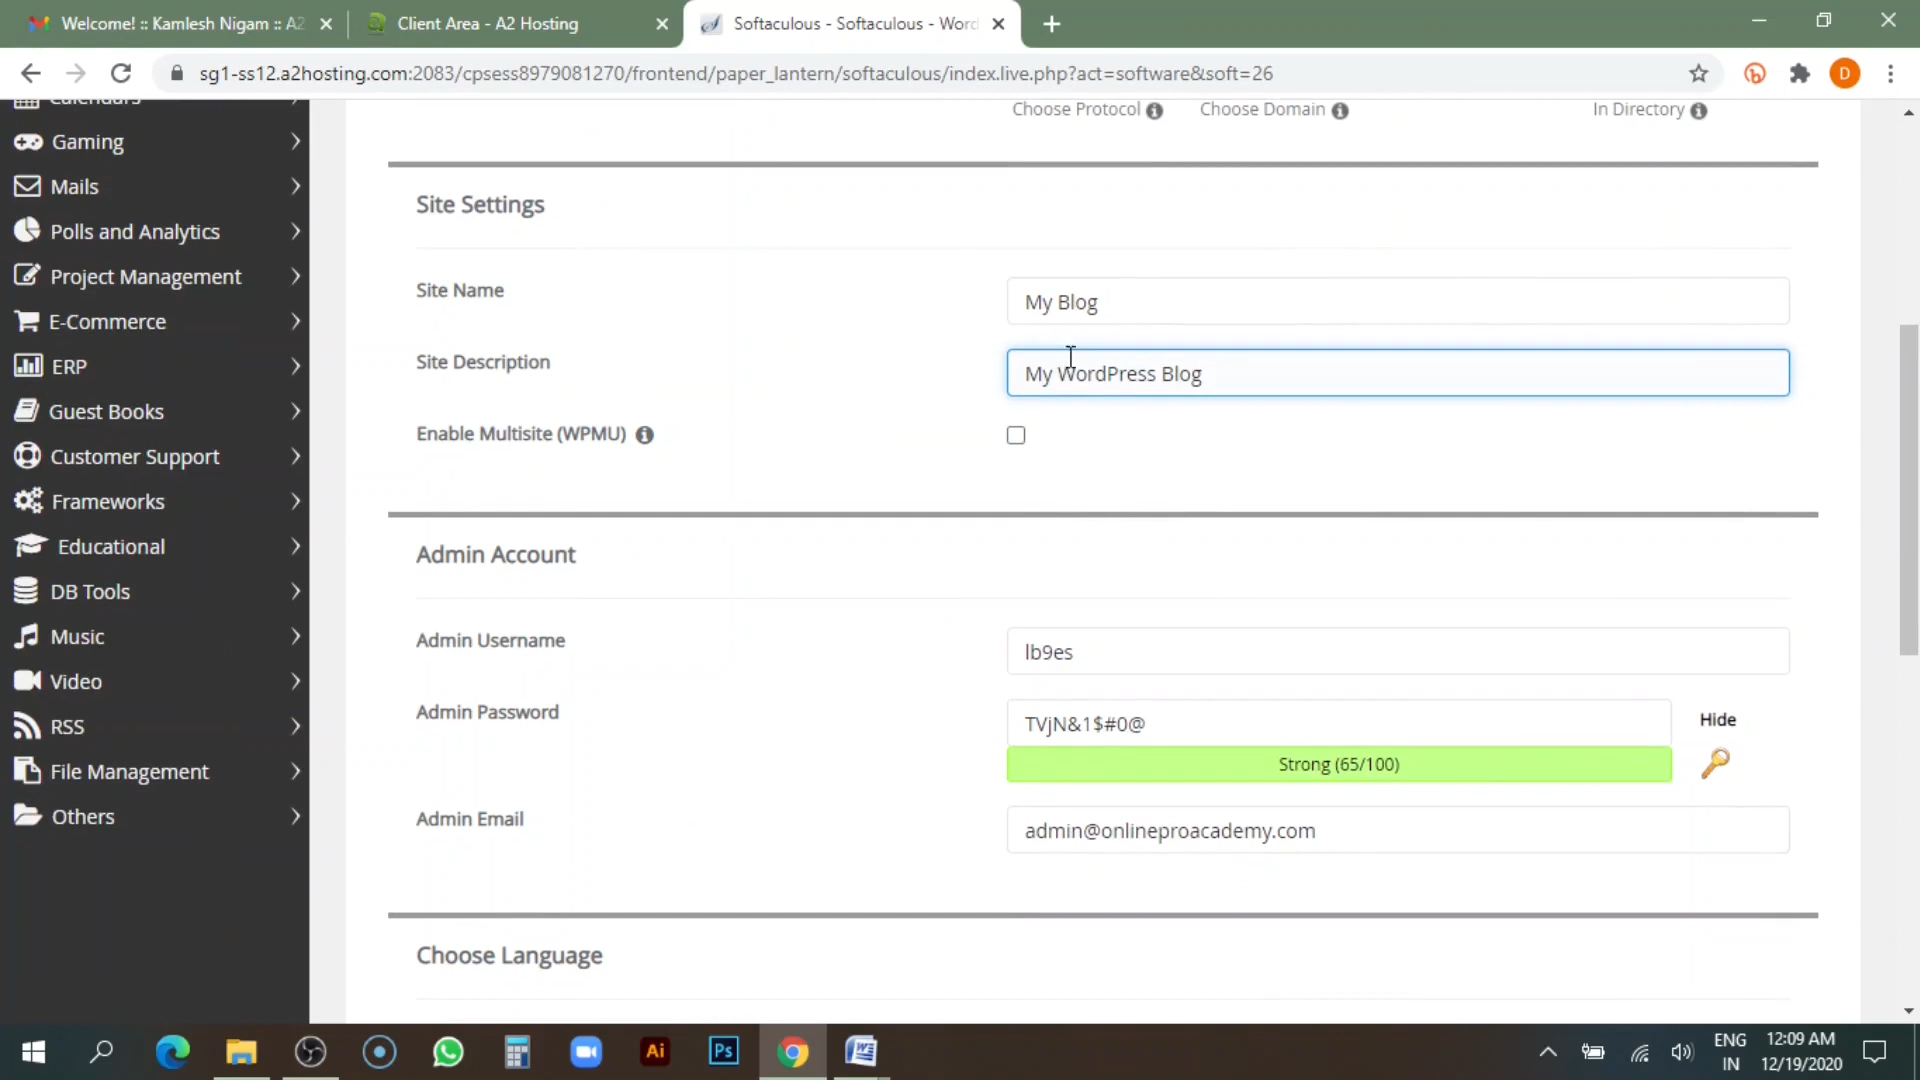 Welcome! :: Kamlesh Nigam :: A2
Client Area - A2 Hosting
Softaculous - Softaculous - Word
sg1-ss12.a2hosting.com:2083/cpsess8979081270/frontend/paper_lantern/softaculous/index.live.php?act=software&soft=26
D
Calendars
Gaming
Mails
Polls and Analytics
Project Management
E-Commerce
ERP
Guest Books
Customer Support
Frameworks
Educational
DB Tools
Music
Video
RSS
File Management
Others
Choose Protocol
Choose Domain
In Directory
Site Settings
Site Name
My Blog
Site Description
My WordPress Blog
Enable Multisite (WPMU)
Admin Account
Admin Username
lb9es
Admin Password
TVjN&1$#0@
Hide
Strong (65/100)
Admin Email
admin@onlineproacademy.com
Choose Language
Ai
Ps
ENG
IN
12:09 AM
12/19/2020